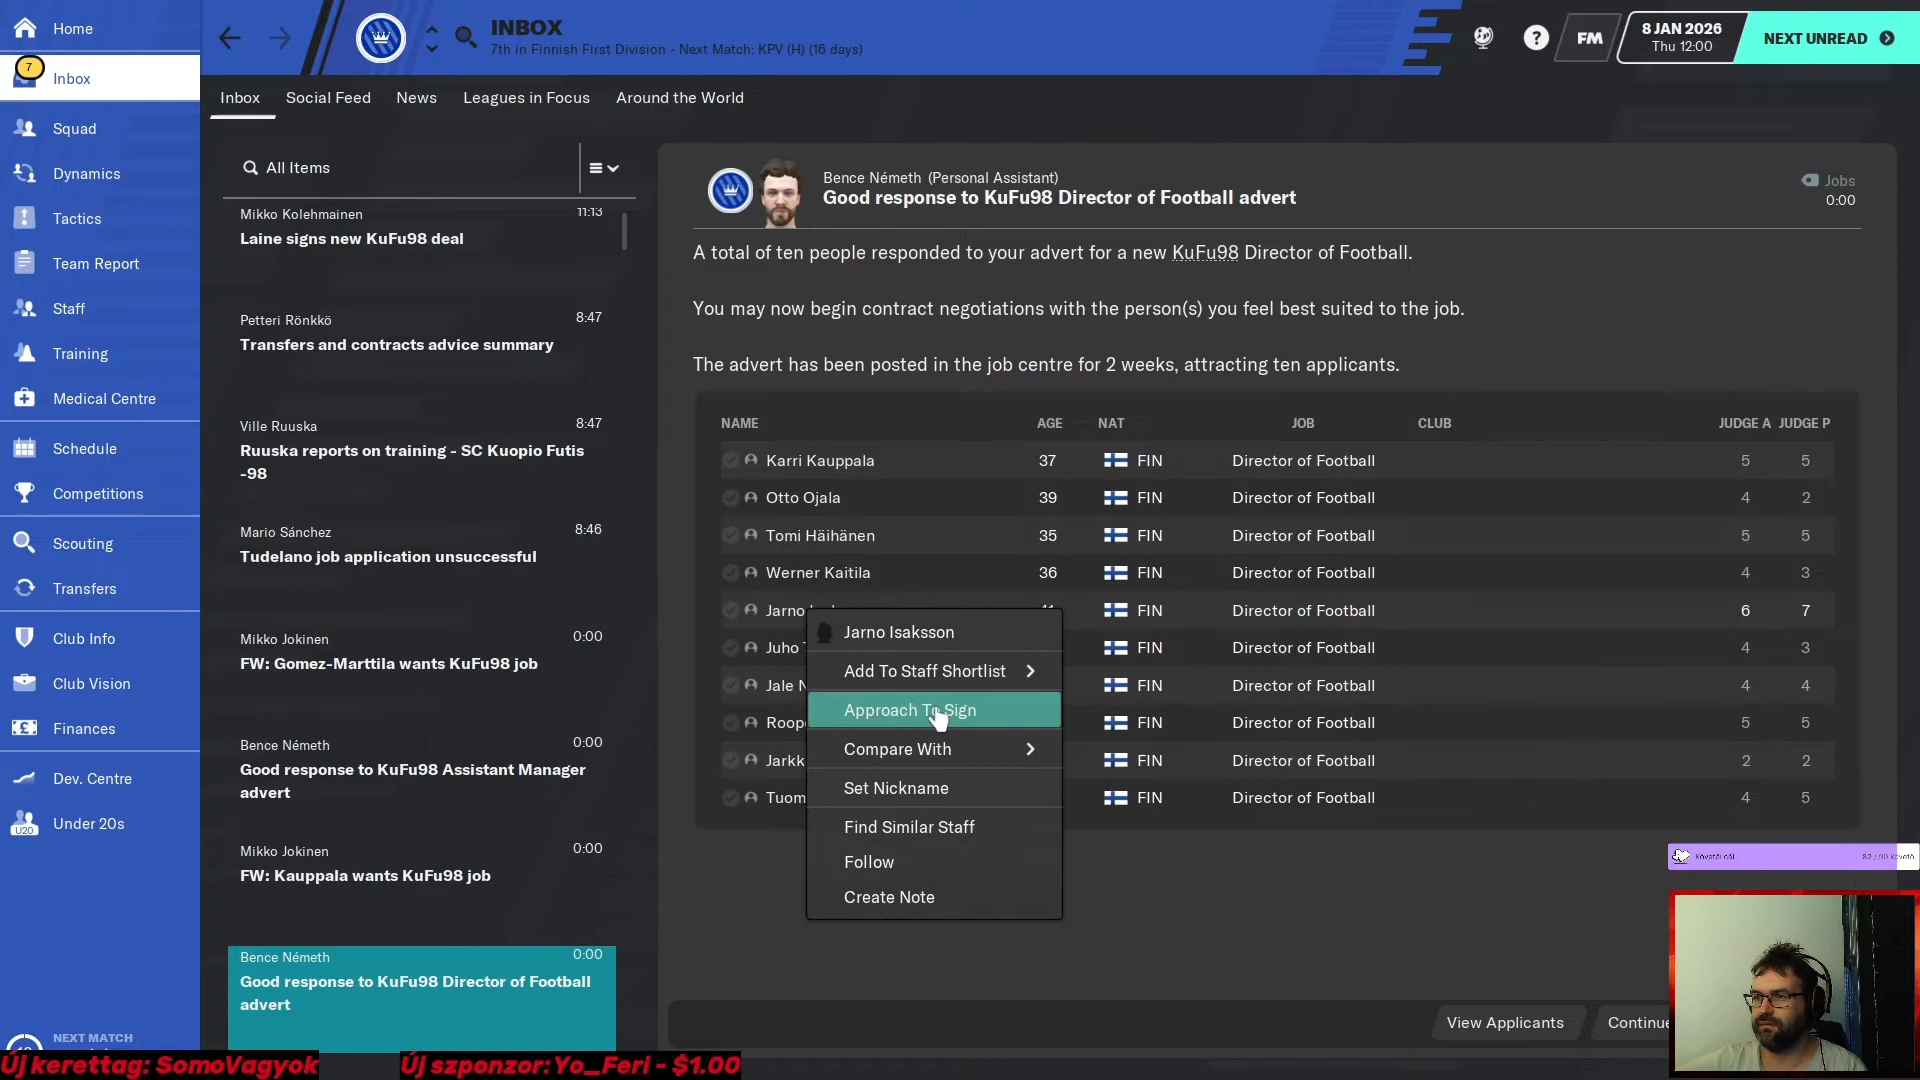 Home
INBOX
7th in Finnish First Division - Next Match: KPV (H) (16 days)
FM
8 JAN 2026
Thu 12:00
NEXT UNREAD
7
Inbox
Squad
Dynamics
Tactics
Team Report
Staff
Training
Medical Centre
Schedule
Competitions
Scouting
Transfers
Club Info
Club Vision
Finances
Dev. Centre
U20
Under 20s
NEXT MATCH
Inbox
Social Feed
News
Leagues in Focus
Around the World
All Items
Mikko Kolehmainen
11:13
Laine signs new KuFu98 deal
Petteri Rönkkö
8:47
Transfers and contracts advice summary
Ville Ruuska
8:47
Ruuska reports on training - SC Kuopio Futis
-98
Mario Sánchez
8:46
Tudelano job application unsuccessful
Mikko Jokinen
0:00
FW: Gomez-Marttila wants KuFu98 job
Bence Németh
0:00
Good response to KuFu98 Assistant Manager
advert
Mikko Jokinen
0:00
FW: Kauppala wants KuFu98 job
Bence Németh
0:00
Good response to KuFu98 Director of Football
advert
Bence Németh (Personal Assistant)
Good response to KuFu98 Director of Football advert
Jobs
0:00
A total of ten people responded to your advert for a new KuFu98 Director of Football.
You may now begin contract negotiations with the person(s) you feel best suited to the job.
The advert has been posted in the job centre for 2 weeks, attracting ten applicants.
NAME AGE NAT JOB CLUB JUDGE A JUDGE P
Karri Kauppala 37 FIN Director of Football 5 5
Otto Ojala 39 FIN Director of Football 4 2
Tomi Häihänen 35 FIN Director of Football 5 5
Werner Kaitila 36 FIN Director of Football 4 3
Jarno FIN Director of Football 6 7
Juho FIN Director of Football 4 3
Jale FIN Director of Football 4 4
Roop FIN Director of Football 5 5
Jarkk FIN Director of Football 2 2
Tuom FIN Director of Football 4 5
Jarno Isaksson
Add To Staff Shortlist
Approach To Sign
Compare With
Set Nickname
Find Similar Staff
Follow
Create Note
View Applicants
Continue
Követői cél
82 / 90 követő
Új kerettag: SomoVagyok
Új szponzor: Yo_Feri - $1.00